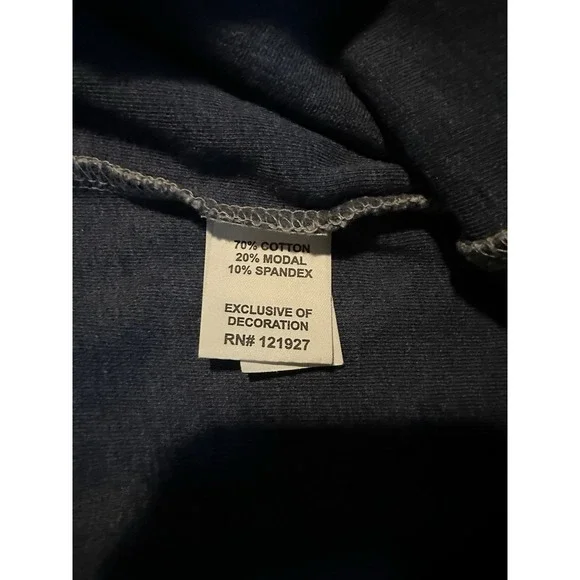 70% COTTON
20% MODAL
10% SPANDEX
EXCLUSIVE OF
DECORATION
RN# 121927